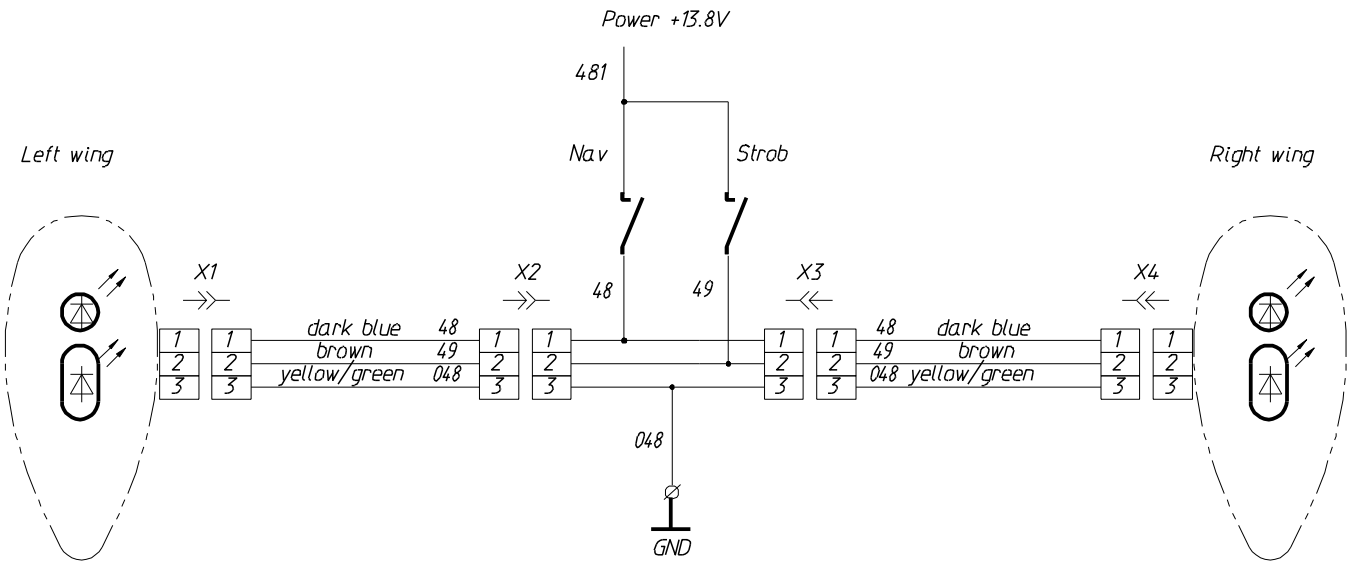 Power +13.8V
481
Left wing
Nav
Strob
Right wing
X1
X2
X3
X4
48
49
1 1 dark blue 48 1 1 1 1 48 dark blue 1 1
2 2 brown 49 2 2 2 2 49 brown 2 2
3 3 yellow/green 048 3 3 3 3 048 yellow/green 3 3
048
GND